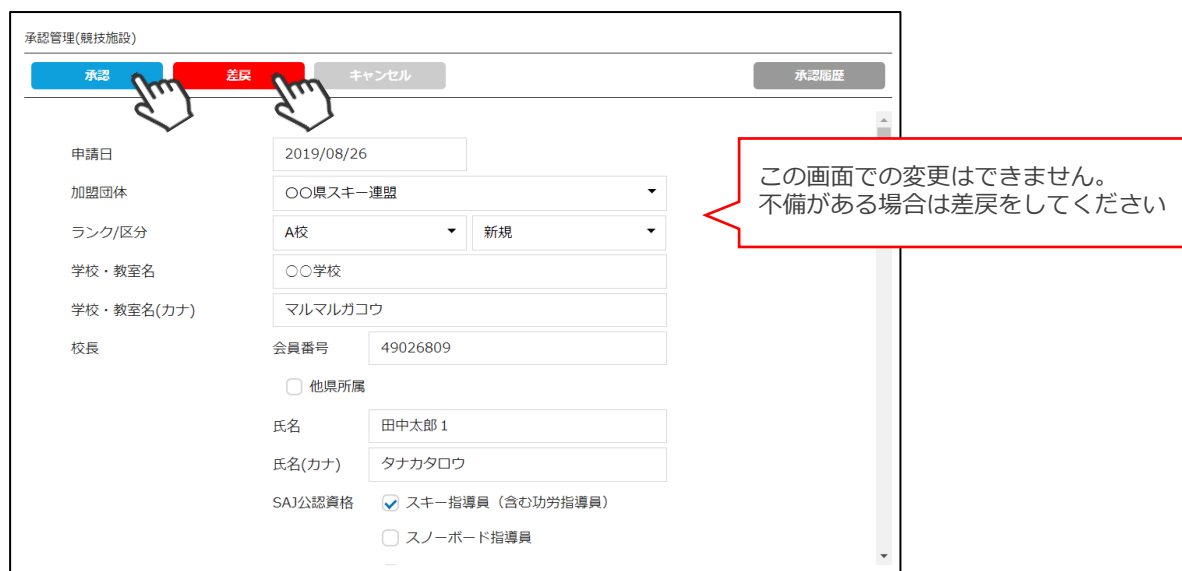 承認管理(競技施設)
承認 差戻 キャンセル 承認履歴
申請日 2019/08/26
加盟団体 〇〇県スキー連盟
ランク/区分 A校 新規
学校・教室名 〇〇学校
学校・教室名(カナ) マルマルガコウ
校長 会員番号 49026809
他県所属
氏名 田中太郎1
氏名(カナ) タナカタロウ
SAJ公認資格 スキー指導員（含む功労指導員）
スノーボード指導員
この画面での変更はできません。
不備がある場合は差戻をしてください